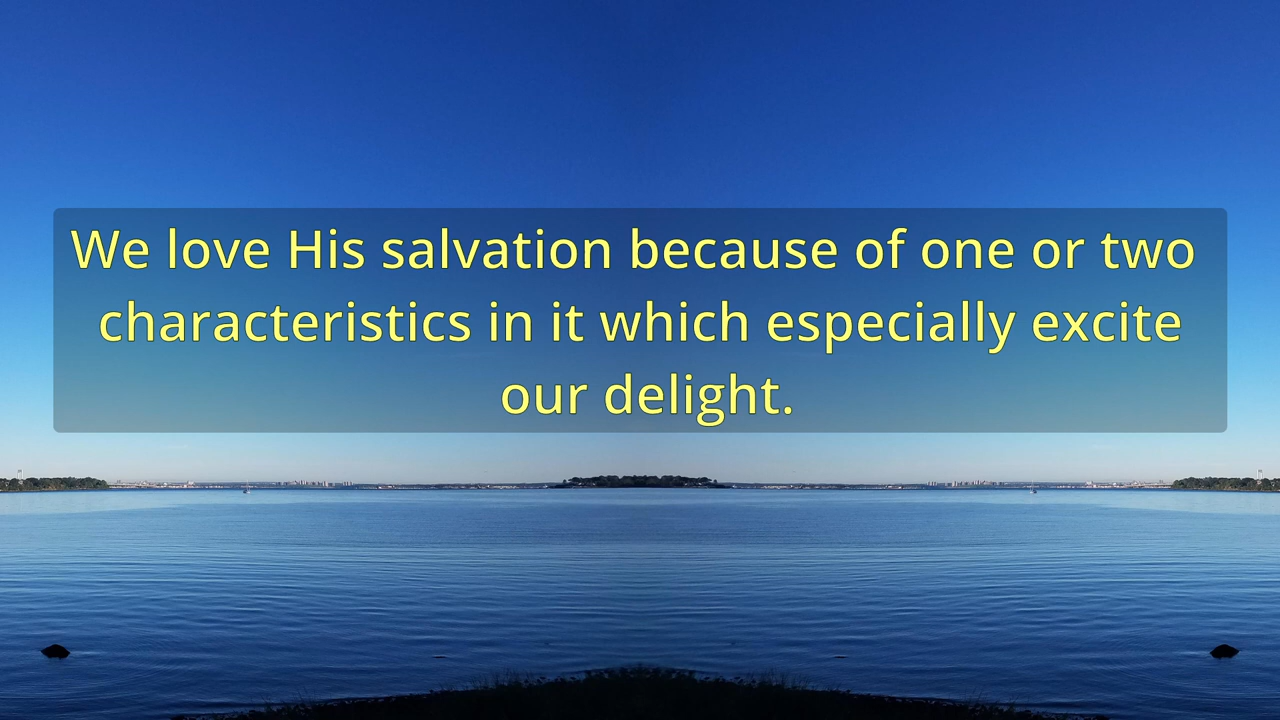 We love His salvation because of one or two
characteristics in it which especially excite
our delight.